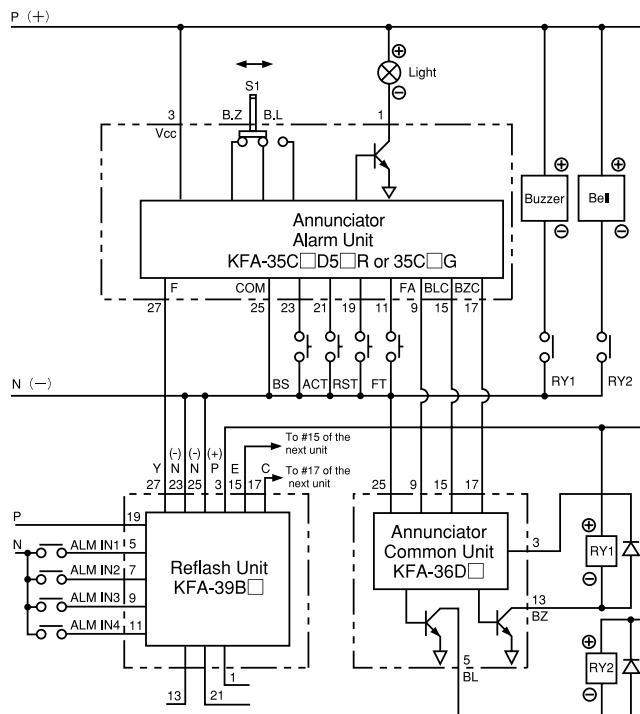 P (+)
S1
Light
3
B.Z
B.L
1
Vcc
Annunciator
Alarm Unit
KFA-35C□D5□R or 35C□G
Buzzer
Bell
F
COM
FA
BLC
BZC
27
25
23
21
19
11
9
15
17
BS
ACT
RST
FT
RY1
RY2
N (−)
To #15 of the
next unit
To #17 of the
next unit
(-)
(-)
(+)
Y
N
N
P
E
C
27
23
25
3
15
17
25
9
15
17
P
19
N
ALM IN1
5
ALM IN2
7
ALM IN3
9
ALM IN4
11
Reflash Unit
KFA-39B□
Annunciator
Common Unit
KFA-36D□
3
RY1
13
BZ
5
BL
RY2
1
13
21